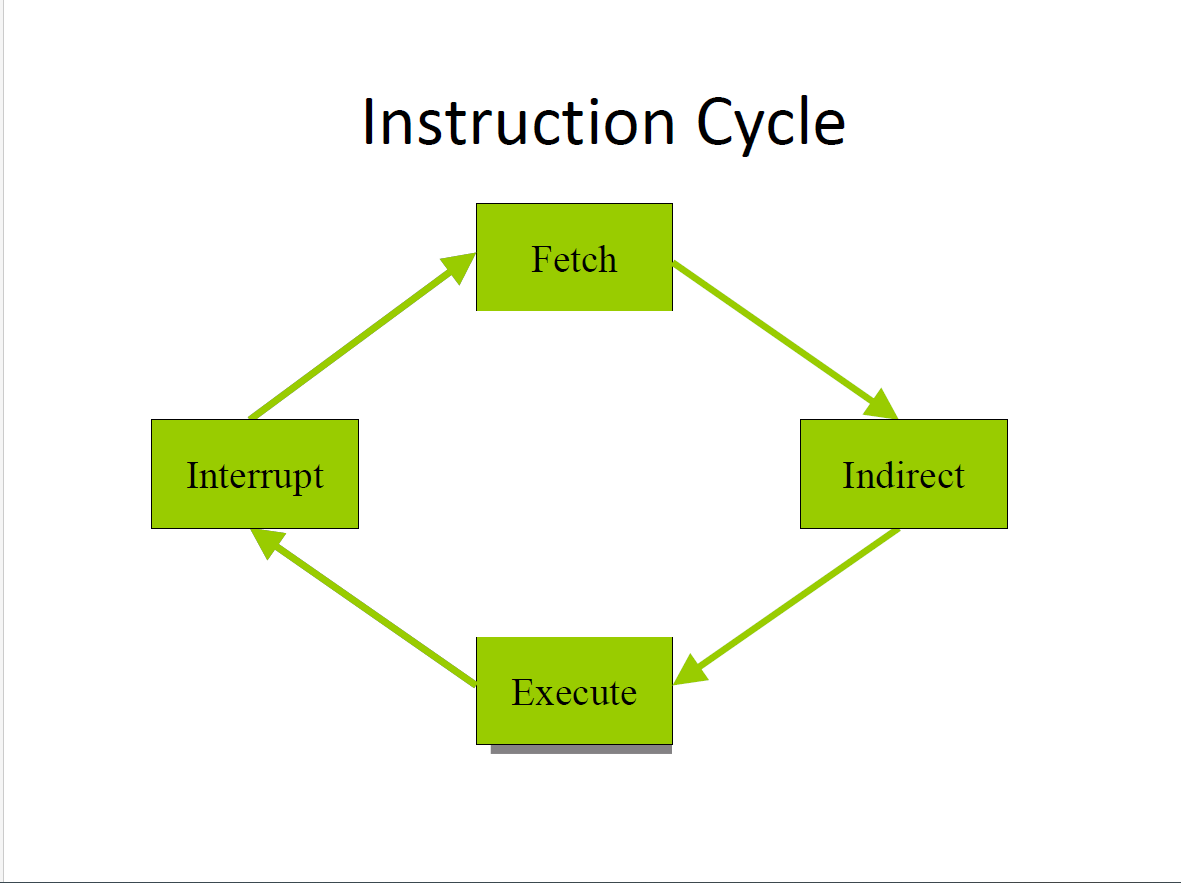 Instruction Cycle
Fetch
Interrupt
Indirect
Execute